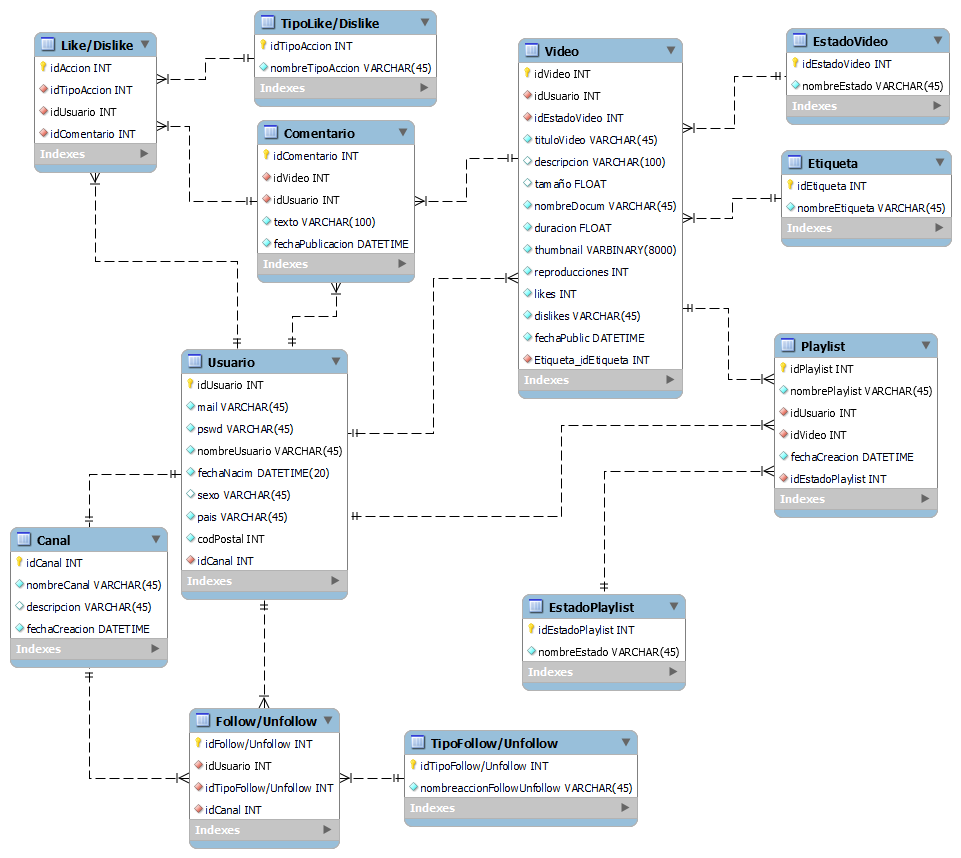 Like/Dislike
idAccion INT
idTipoAccion INT
idUsuario INT
idComentario INT
Indexes
TipoLike/Dislike
idTipoAccion INT
nombreTipoAccion VARCHAR(45)
Indexes
Comentario
idComentario INT
idVideo INT
idUsuario INT
texto VARCHAR(100)
fechaPublicacion DATETIME
Indexes
Video
idVideo INT
idUsuario INT
idEstadoVideo INT
tituloVideo VARCHAR(45)
descripcion VARCHAR(100)
tamaño FLOAT
nombreDocum VARCHAR(45)
duracion FLOAT
thumbnail VARBINARY(8000)
reproducciones INT
likes INT
dislikes VARCHAR(45)
fechaPublic DATETIME
Etiqueta_idEtiqueta INT
Indexes
EstadoVideo
idEstadoVideo INT
nombreEstado VARCHAR(45)
Indexes
Etiqueta
idEtiqueta INT
nombreEtiqueta VARCHAR(45)
Indexes
Playlist
idPlaylist INT
nombrePlaylist VARCHAR(45)
idUsuario INT
idVideo INT
fechaCreacion DATETIME
idEstadoPlaylist INT
Indexes
Usuario
idUsuario INT
mail VARCHAR(45)
pswd VARCHAR(45)
nombreUsuario VARCHAR(45)
fechaNacim DATETIME(20)
sexo VARCHAR(45)
pais VARCHAR(45)
codPostal INT
idCanal INT
Indexes
Canal
idCanal INT
nombreCanal VARCHAR(45)
descripcion VARCHAR(45)
fechaCreacion DATETIME
Indexes
EstadoPlaylist
idEstadoPlaylist INT
nombreEstado VARCHAR(45)
Indexes
Follow/Unfollow
idFollow/Unfollow INT
idUsuario INT
idTipoFollow/Unfollow INT
idCanal INT
Indexes
TipoFollow/Unfollow
idTipoFollow/Unfollow INT
nombreaccionFollowUnfollow VARCHAR(45)
Indexes